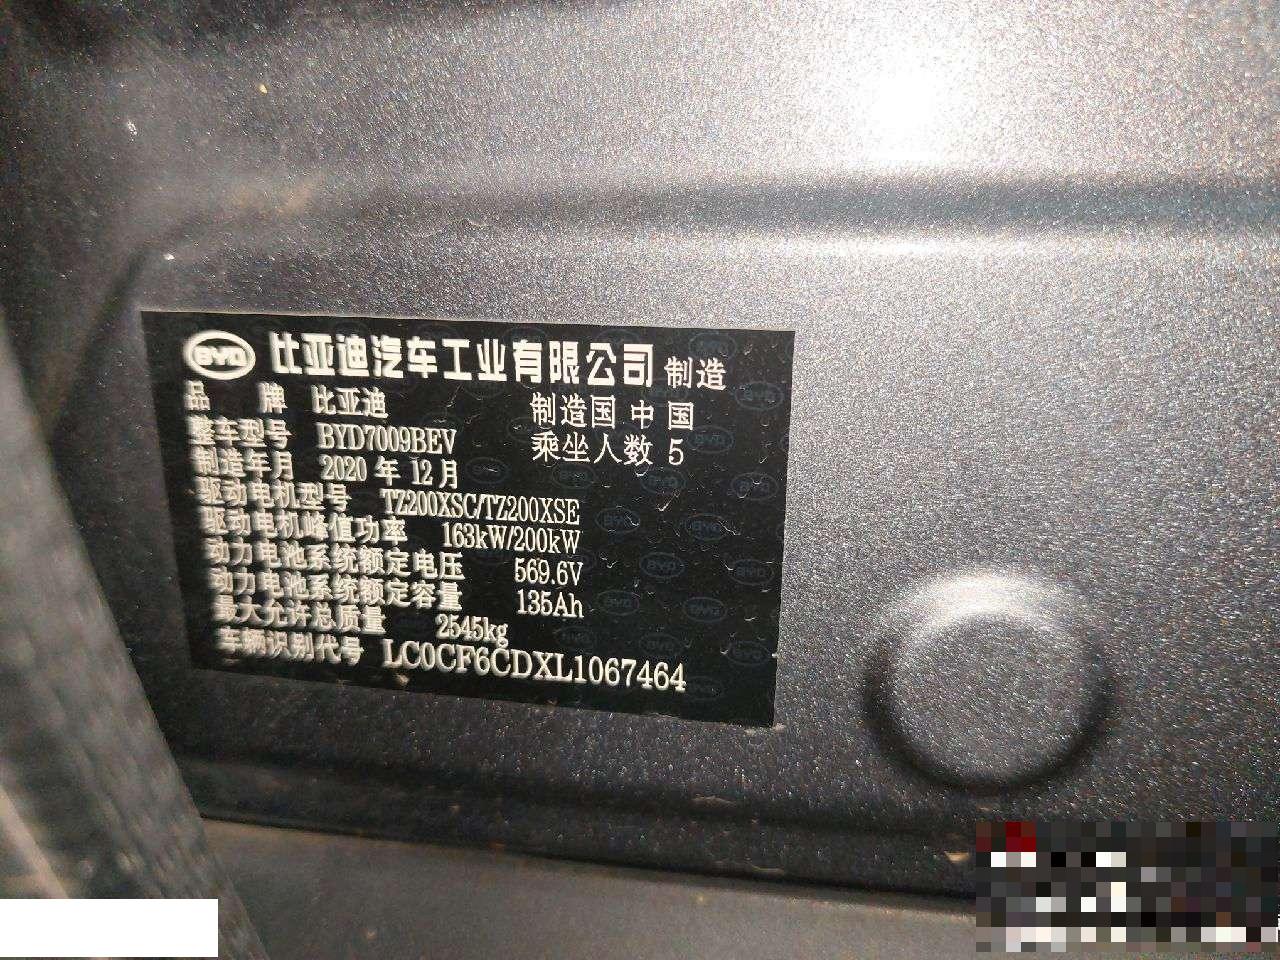 BYD 比亚迪汽车工业有限公司 制造
品 牌 比亚迪 制造国 中国
整车型号 BYD7009BEV 乘坐人数 5
制造年月 2020 年 12 月
驱动电机型号 TZ200XSC/TZ200XSE
驱动电机峰值功率 163kW/200kW
动力电池系统额定电压 569.6V
动力电池系统额定容量 135Ah
最大允许总质量 2545kg
车辆识别代号 LC0CF6CDXL1067464